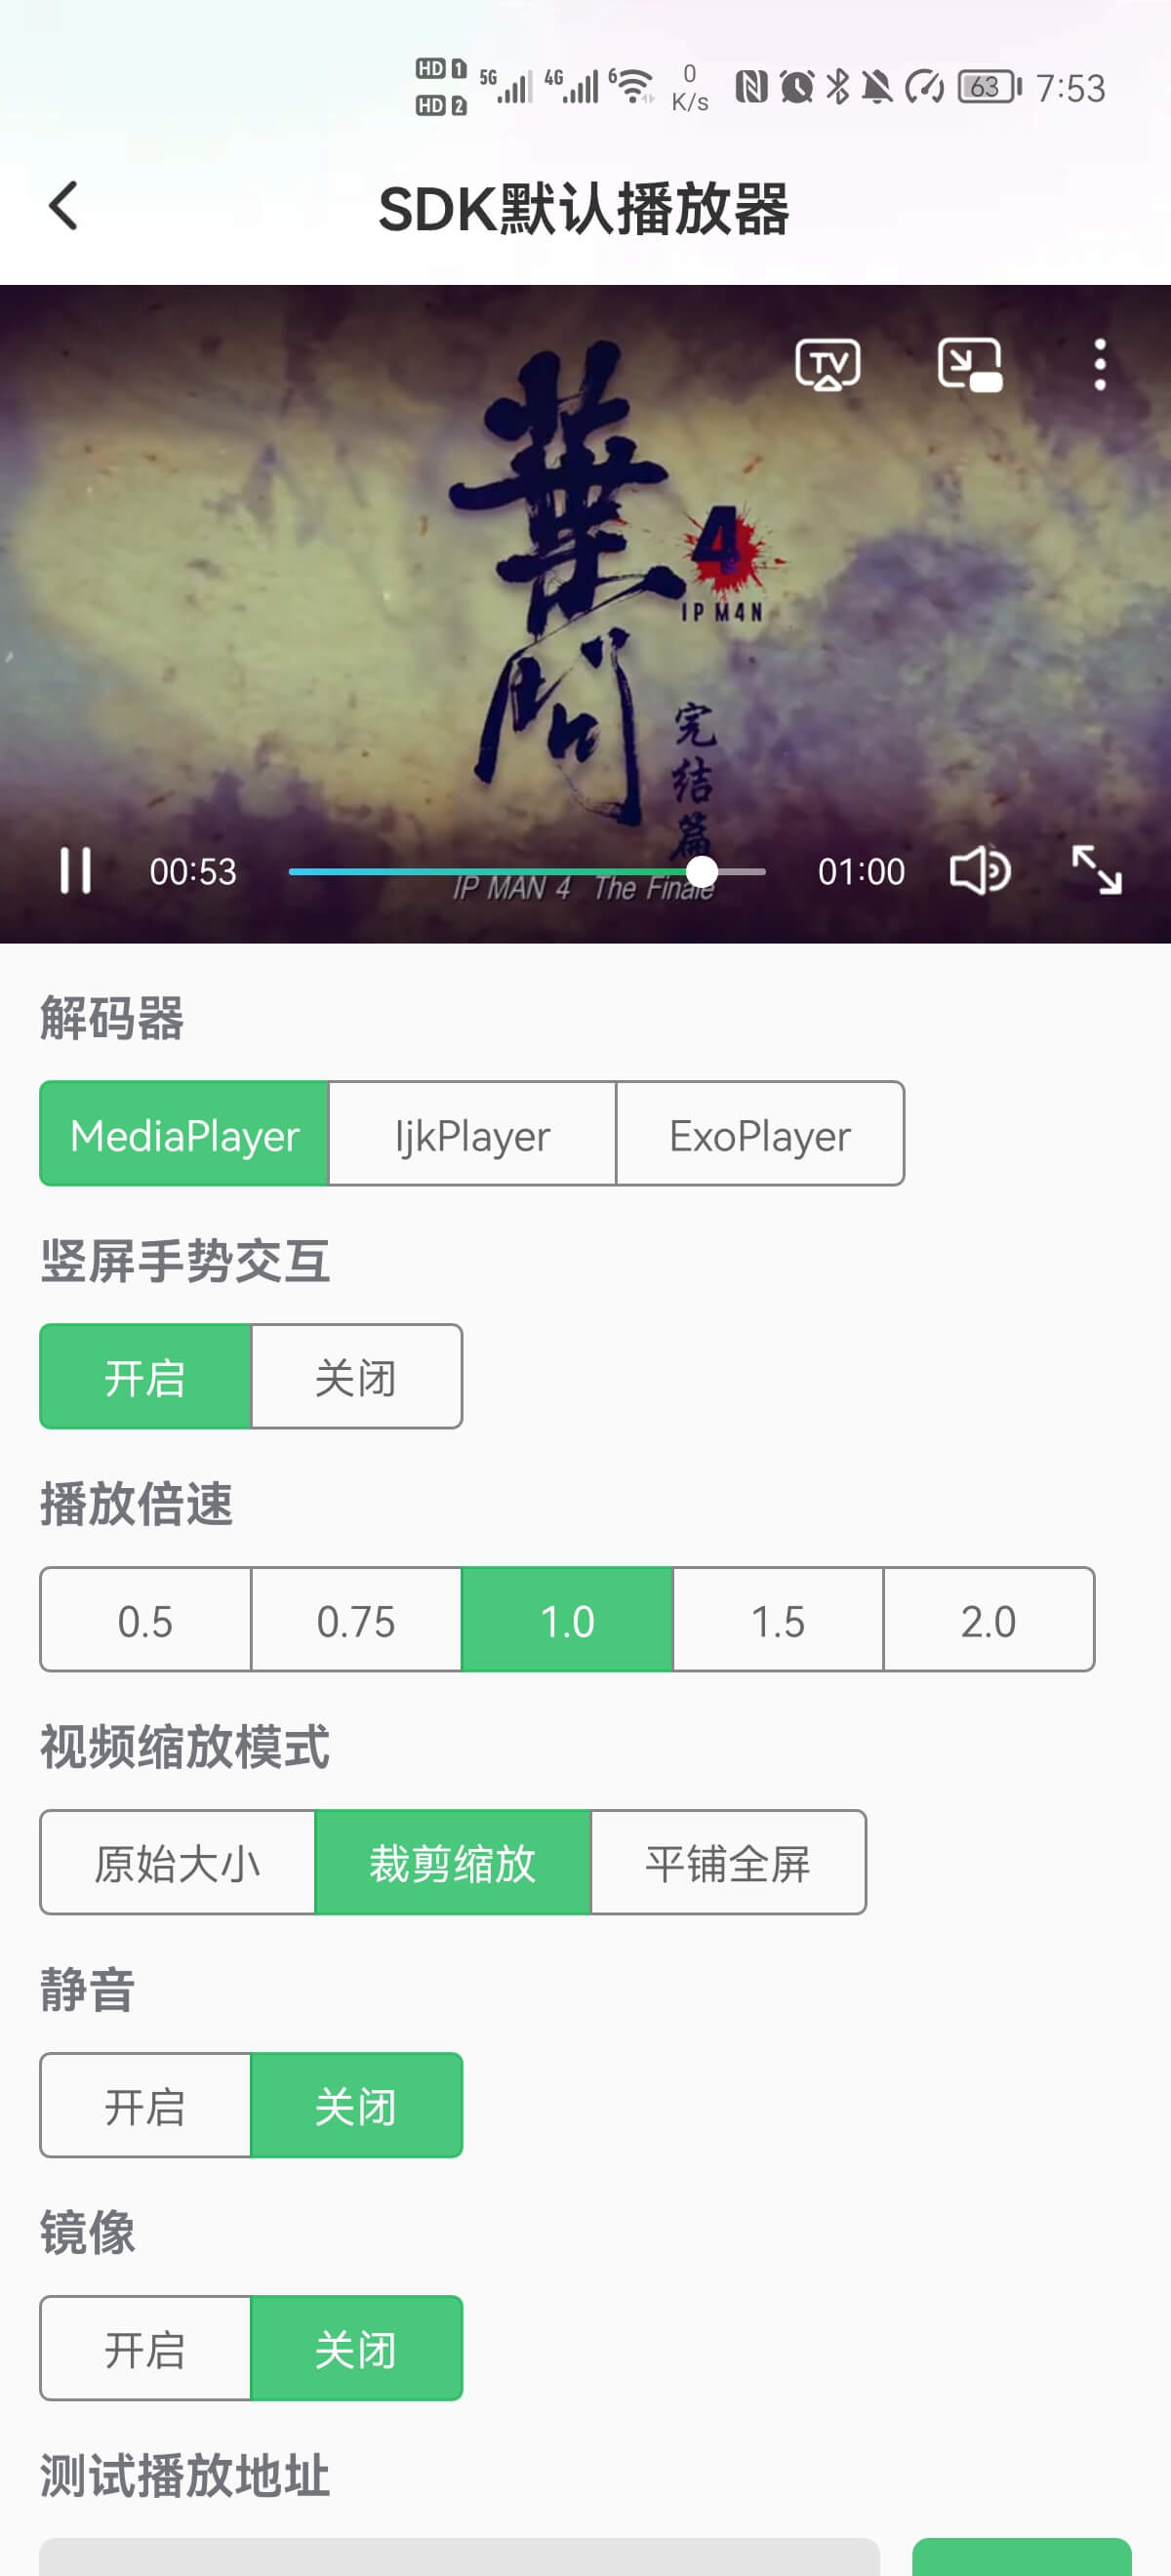 HD 1 5G 4G 6 0 63 7:53
HD 2 K/s
SDK默认播放器
TV
葉問
4
IP M4N
完结篇
00:53 01:00
IP MAN 4 The Finale
解码器
MediaPlayer IjkPlayer ExoPlayer
竖屏手势交互
开启 关闭
播放倍速
0.5 0.75 1.0 1.5 2.0
视频缩放模式
原始大小 裁剪缩放 平铺全屏
静音
开启 关闭
镜像
开启 关闭
测试播放地址